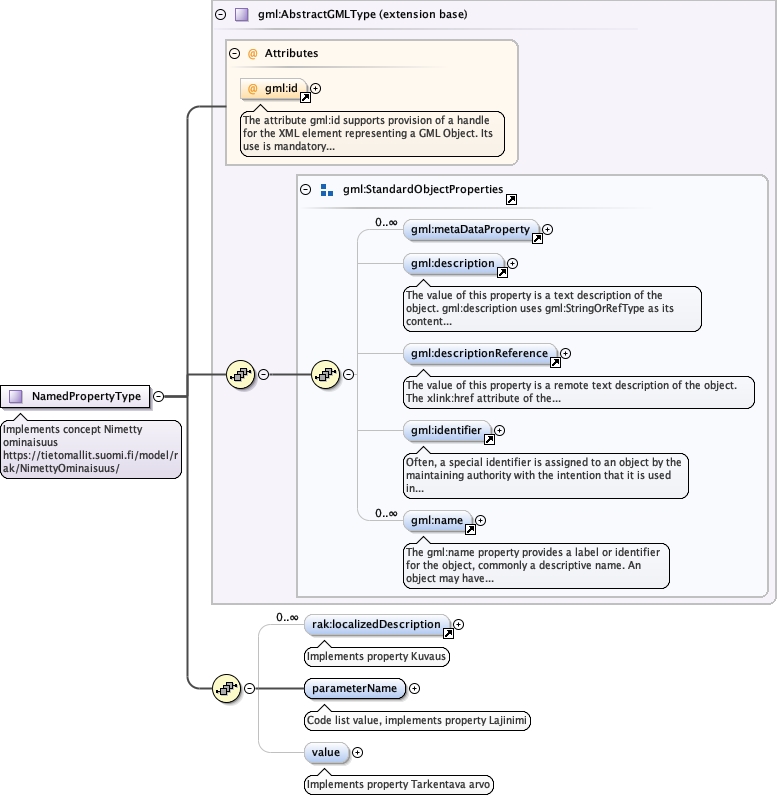 gml:AbstractGMLType (extension base)
@ Attributes
@ gml:id
The attribute gml:id supports provision of a handle
for the XML element representing a GML Object. Its
use is mandatory...
gml:StandardObjectProperties
0..∞
gml:metaDataProperty
gml:description
The value of this property is a text description of the
object. gml:description uses gml:StringOrRefType as its
content...
gml:descriptionReference
The value of this property is a remote text description of the object.
The xlink:href attribute of the...
gml:identifier
Often, a special identifier is assigned to an object by the
maintaining authority with the intention that it is used
in...
0..∞
gml:name
The gml:name property provides a label or identifier
for the object, commonly a descriptive name. An
object may have...
NamedPropertyType
Implements concept Nimetty
ominaisuus
https://tietomallit.suomi.fi/model/r
ak/NimettyOminaisuus/
0..∞
rak:localizedDescription
Implements property Kuvaus
parameterName
Code list value, implements property Lajinimi
value
Implements property Tarkentava arvo